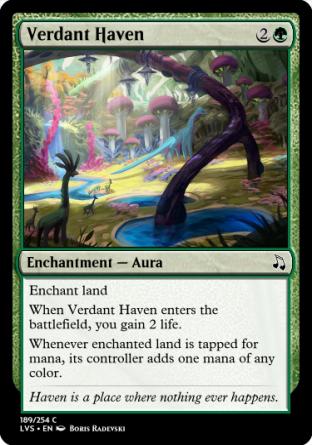 Verdant Haven 2
Enchantment — Aura
Enchant land
When Verdant Haven enters the
battlefield, you gain 2 life.
Whenever enchanted land is tapped for
mana, its controller adds one mana of any
color.
Haven is a place where nothing ever happens.
189/254 C
LVS • EN Boris Radevski